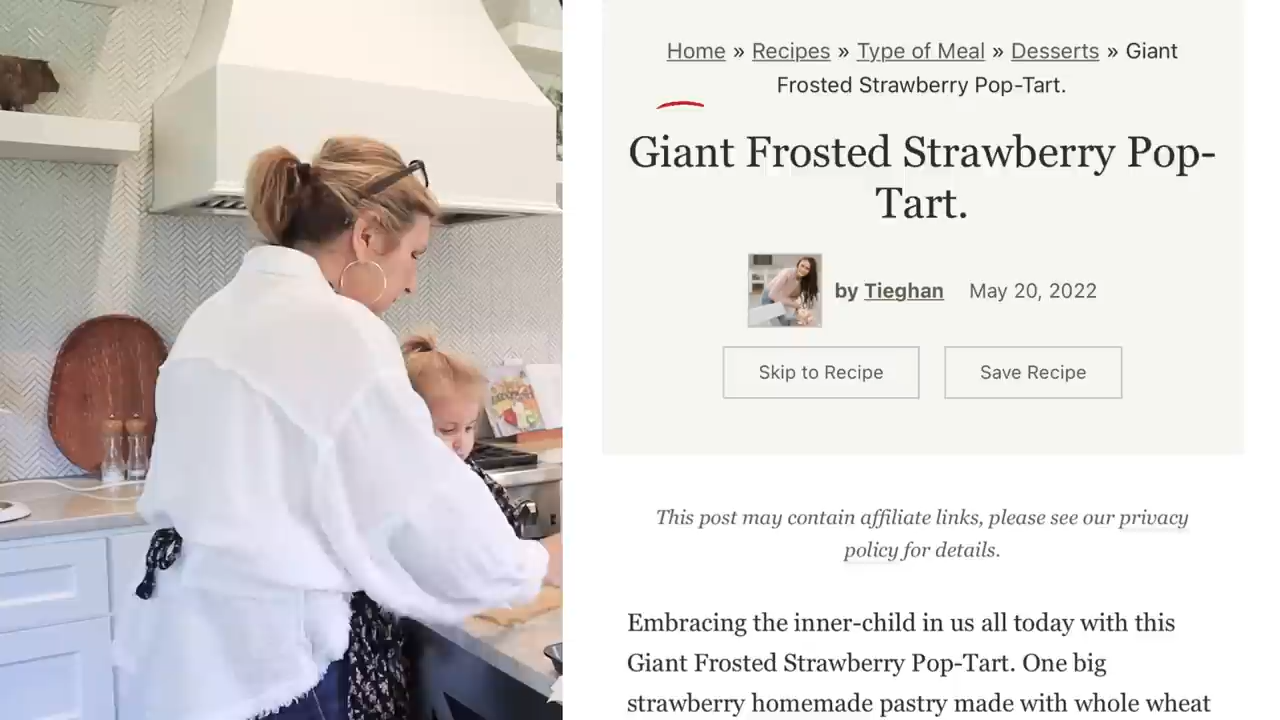 Home » Recipes » Type of Meal » Desserts » Giant
Frosted Strawberry Pop-Tart.
Giant Frosted Strawberry Pop-
Tart.
by Tieghan May 20, 2022
Skip to Recipe Save Recipe
This post may contain affiliate links, please see our privacy
policy for details.
Embracing the inner-child in us all today with this
Giant Frosted Strawberry Pop-Tart. One big
strawberry homemade pastry made with whole wheat